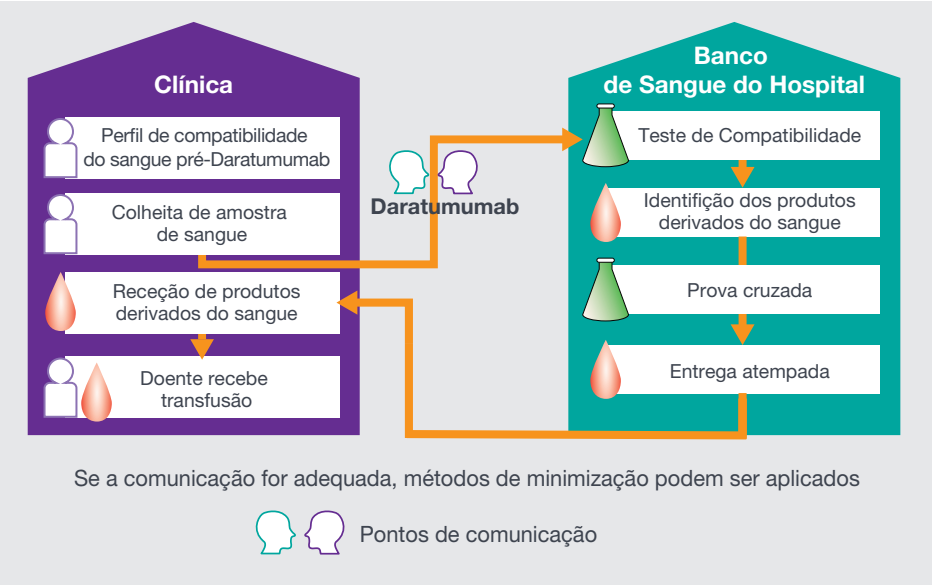 Clínica
Perfil de compatibilidade
do sangue pré-Daratumumab
Colheita de amostra
de sangue
Receção de produtos
derivados do sangue
Doente recebe
transfusão
Daratumumab
Banco
de Sangue do Hospital
Teste de Compatibilidade
Identifição dos produtos
derivados do sangue
Prova cruzada
Entrega atempada
Se a comunicação for adequada, métodos de minimização podem ser aplicados
Pontos de comunicação